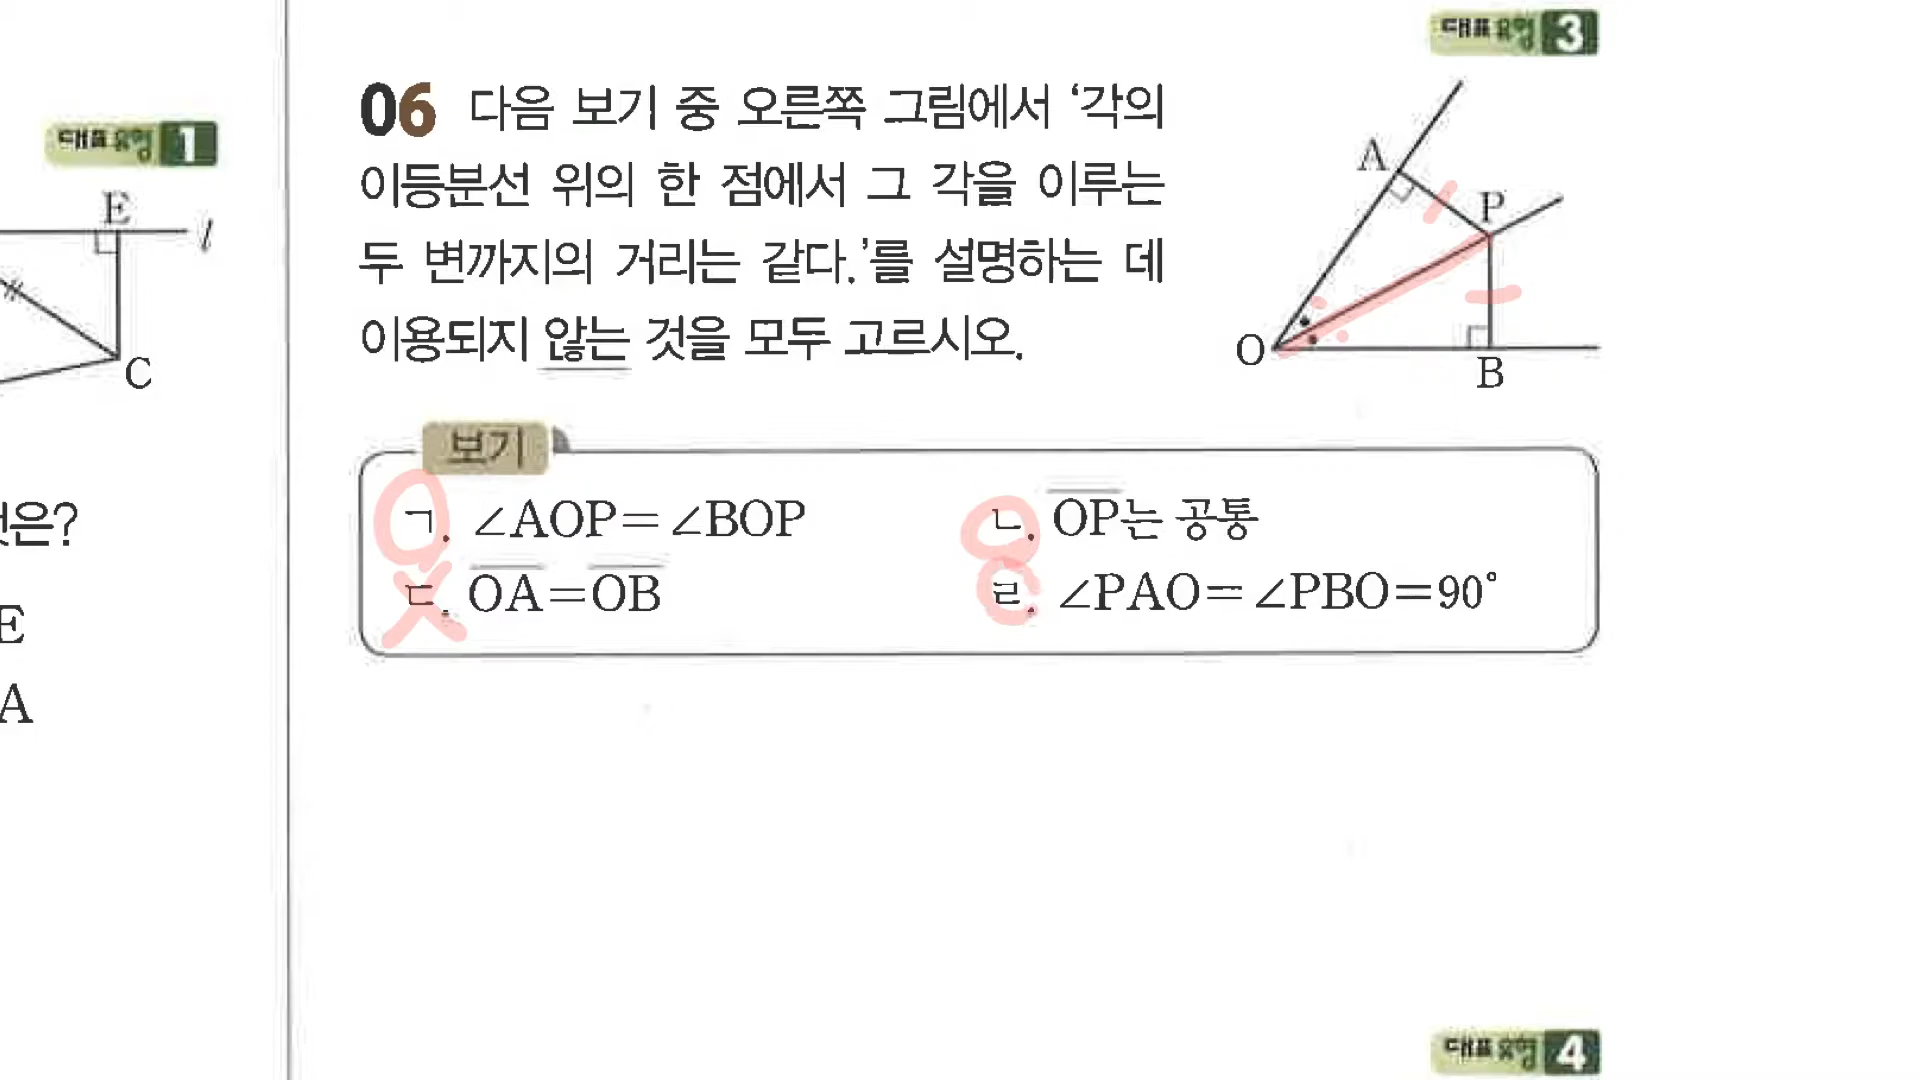 대표 유형 1
E
l
C
것은?
E
A
대표 유형 3
06 다음 보기 중 오른쪽 그림에서 ‘각의
이등분선 위의 한 점에서 그 각을 이루는
두 변까지의 거리는 같다.’를 설명하는 데
이용되지 않는 것을 모두 고르시오.
A
P
O
B
보기
ㄱ. ∠AOP=∠BOP
ㄴ. OP는 공통
ㄷ. OA=OB
ㄹ. ∠PAO=∠PBO=90°
대표 유형 4